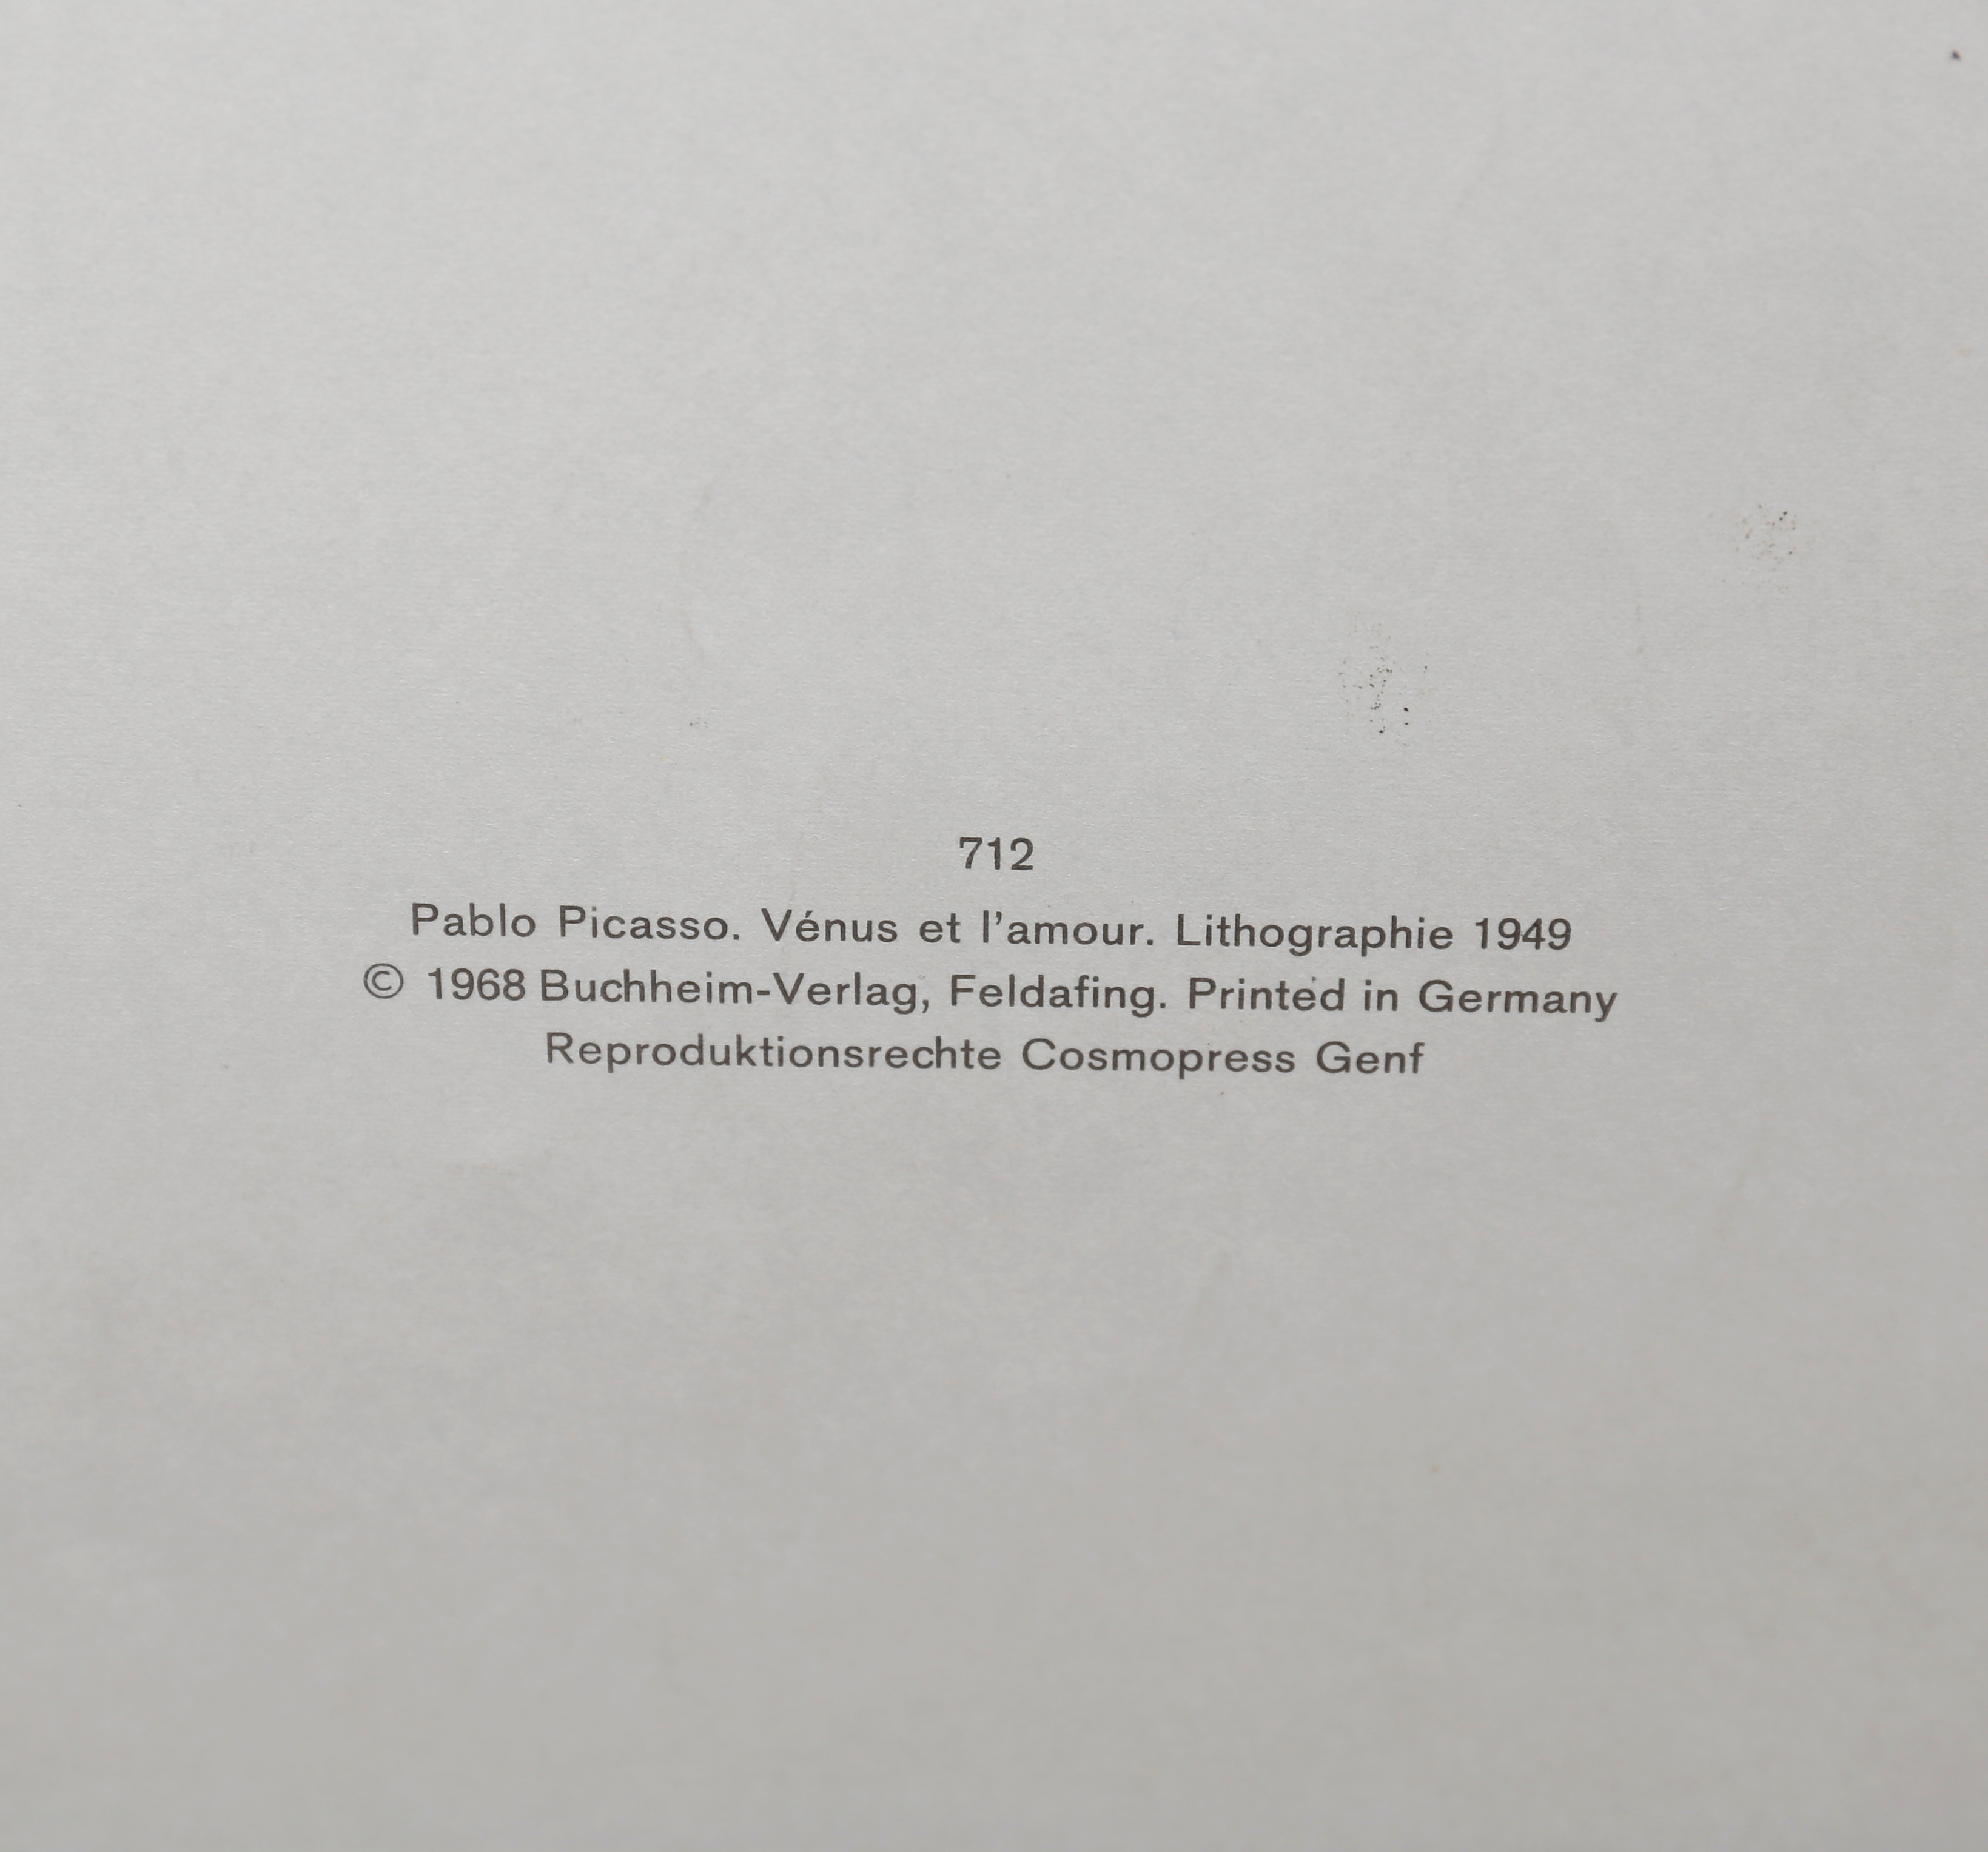 712
Pablo Picasso. Vénus et l’amour. Lithographie 1949
© 1968 Buchheim-Verlag, Feldafing. Printed in Germany
Reproduktionsrechte Cosmopress Genf